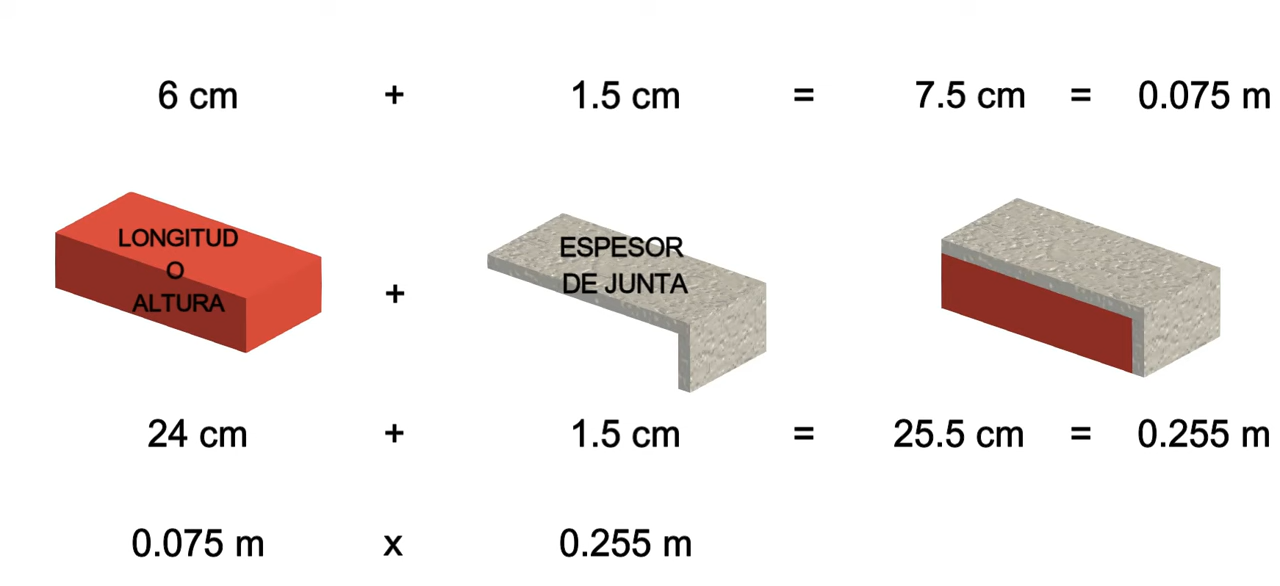 6 cm + 1.5 cm = 7.5 cm = 0.075 m
LONGITUD
O
ALTURA
+
ESPESOR
DE JUNTA
24 cm + 1.5 cm = 25.5 cm = 0.255 m
0.075 m x 0.255 m